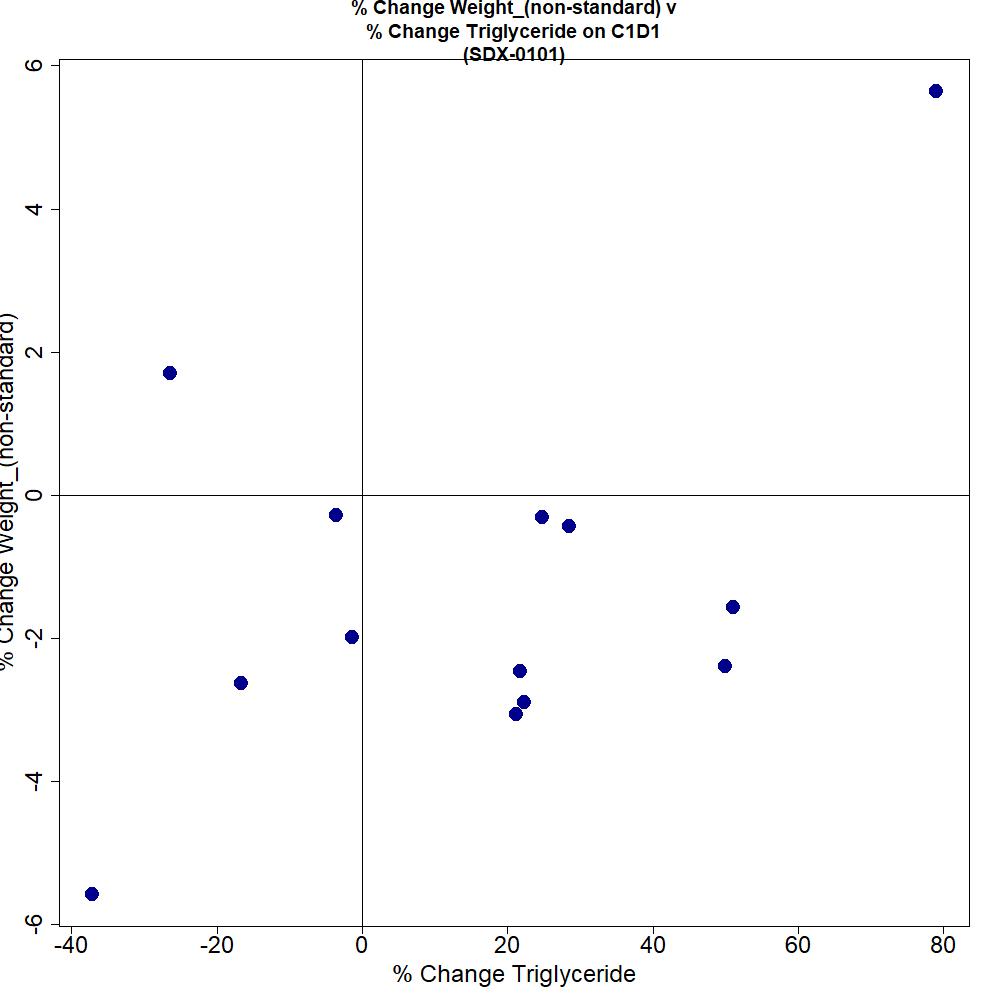 % Change Weight_(non-standard) v
% Change Triglyceride on C1D1
(SDX-0101)
6
4
2
0
-2
-4
-6
% Change Weight_(non-standard)
-40
-20
0
20
40
60
80
% Change Triglyceride